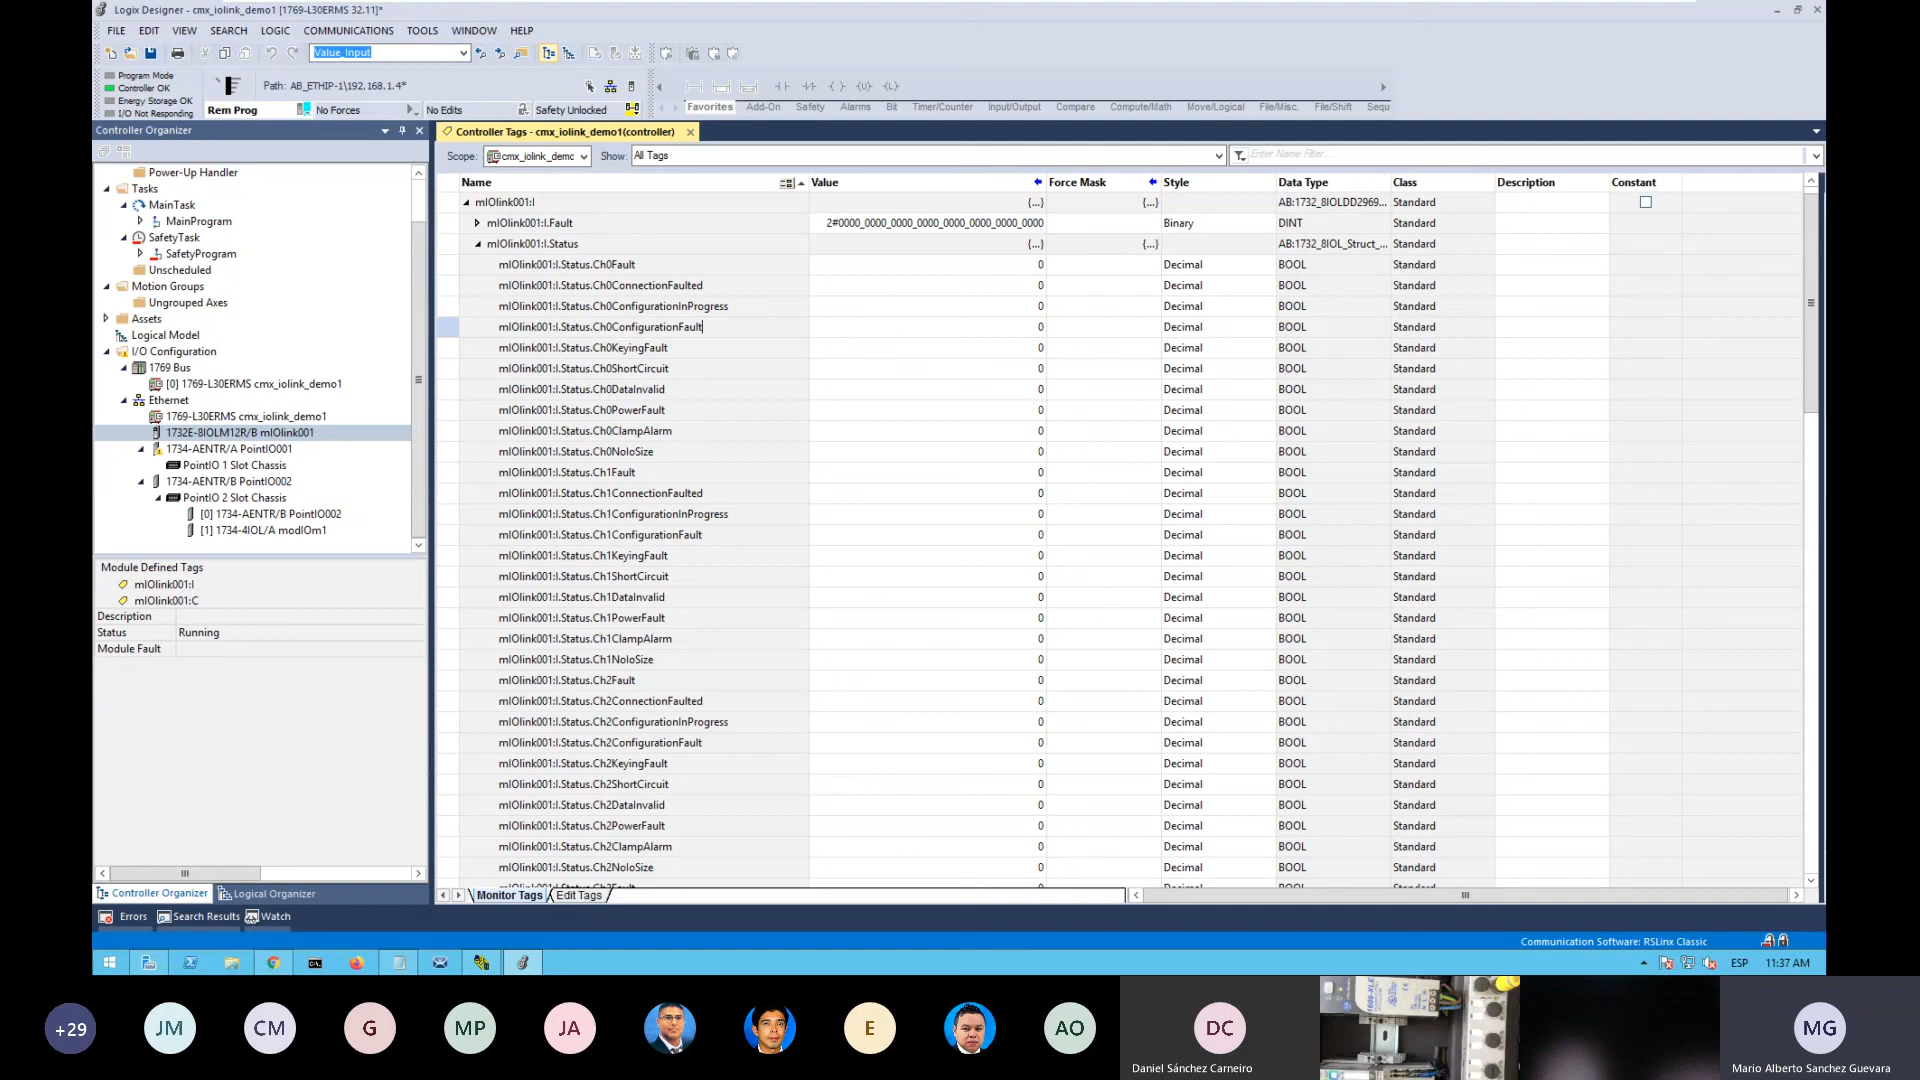 Logix Designer - cmx_iolink_demo1 [1769-L30ERMS 32.11]*
FILE EDIT VIEW SEARCH LOGIC COMMUNICATIONS TOOLS WINDOW HELP
Value_Input
Program Mode
Controller OK
Energy Storage OK
I/O Not Responding
Path: AB_ETHIP-1\192.168.1.4*
Rem Prog No Forces No Edits Safety Unlocked
Favorites Add-On Safety Alarms Bit Timer/Counter Input/Output Compare Compute/Math Move/Logical File/Misc. File/Shift Sequ
Controller Organizer
Power-Up Handler
Tasks
MainTask
MainProgram
SafetyTask
SafetyProgram
Unscheduled
Motion Groups
Ungrouped Axes
Assets
Logical Model
I/O Configuration
1769 Bus
[0] 1769-L30ERMS cmx_iolink_demo1
Ethernet
1769-L30ERMS cmx_iolink_demo1
1732E-8IOLM12R/B mIOlink001
1734-AENTR/A PointIO001
PointIO 1 Slot Chassis
1734-AENTR/B PointIO002
PointIO 2 Slot Chassis
[0] 1734-AENTR/B PointIO002
[1] 1734-4IOL/A modIOm1
Module Defined Tags
mIOlink001:I
mIOlink001:C
Description
Status Running
Module Fault
Controller Organizer Logical Organizer
Controller Tags - cmx_iolink_demo1(controller)
Scope: cmx_iolink_demc Show: All Tags Enter Name Filter...
Name Value Force Mask Style Data Type Class Description Constant
mIOlink001:I {...} {...} AB:1732_8IOLDD2969... Standard
mIOlink001:I.Fault 2#0000_0000_0000_0000_0000_0000_0000_0000 Binary DINT Standard
mIOlink001:I.Status {...} {...} AB:1732_8IOL_Struct_... Standard
mIOlink001:I.Status.Ch0Fault 0 Decimal BOOL Standard
mIOlink001:I.Status.Ch0ConnectionFaulted 0 Decimal BOOL Standard
mIOlink001:I.Status.Ch0ConfigurationInProgress 0 Decimal BOOL Standard
mIOlink001:I.Status.Ch0ConfigurationFault 0 Decimal BOOL Standard
mIOlink001:I.Status.Ch0KeyingFault 0 Decimal BOOL Standard
mIOlink001:I.Status.Ch0ShortCircuit 0 Decimal BOOL Standard
mIOlink001:I.Status.Ch0DataInvalid 0 Decimal BOOL Standard
mIOlink001:I.Status.Ch0PowerFault 0 Decimal BOOL Standard
mIOlink001:I.Status.Ch0ClampAlarm 0 Decimal BOOL Standard
mIOlink001:I.Status.Ch0NoIoSize 0 Decimal BOOL Standard
mIOlink001:I.Status.Ch1Fault 0 Decimal BOOL Standard
mIOlink001:I.Status.Ch1ConnectionFaulted 0 Decimal BOOL Standard
mIOlink001:I.Status.Ch1ConfigurationInProgress 0 Decimal BOOL Standard
mIOlink001:I.Status.Ch1ConfigurationFault 0 Decimal BOOL Standard
mIOlink001:I.Status.Ch1KeyingFault 0 Decimal BOOL Standard
mIOlink001:I.Status.Ch1ShortCircuit 0 Decimal BOOL Standard
mIOlink001:I.Status.Ch1DataInvalid 0 Decimal BOOL Standard
mIOlink001:I.Status.Ch1PowerFault 0 Decimal BOOL Standard
mIOlink001:I.Status.Ch1ClampAlarm 0 Decimal BOOL Standard
mIOlink001:I.Status.Ch1NoIoSize 0 Decimal BOOL Standard
mIOlink001:I.Status.Ch2Fault 0 Decimal BOOL Standard
mIOlink001:I.Status.Ch2ConnectionFaulted 0 Decimal BOOL Standard
mIOlink001:I.Status.Ch2ConfigurationInProgress 0 Decimal BOOL Standard
mIOlink001:I.Status.Ch2ConfigurationFault 0 Decimal BOOL Standard
mIOlink001:I.Status.Ch2KeyingFault 0 Decimal BOOL Standard
mIOlink001:I.Status.Ch2ShortCircuit 0 Decimal BOOL Standard
mIOlink001:I.Status.Ch2DataInvalid 0 Decimal BOOL Standard
mIOlink001:I.Status.Ch2PowerFault 0 Decimal BOOL Standard
mIOlink001:I.Status.Ch2ClampAlarm 0 Decimal BOOL Standard
mIOlink001:I.Status.Ch2NoIoSize 0 Decimal BOOL Standard
Monitor Tags Edit Tags
Errors Search Results Watch
Communication Software: RSLinx Classic
ESP 11:37 AM
+29 JM CM G MP JA E AO DC MG
Daniel Sánchez Carneiro Mario Alberto Sanchez Guevara